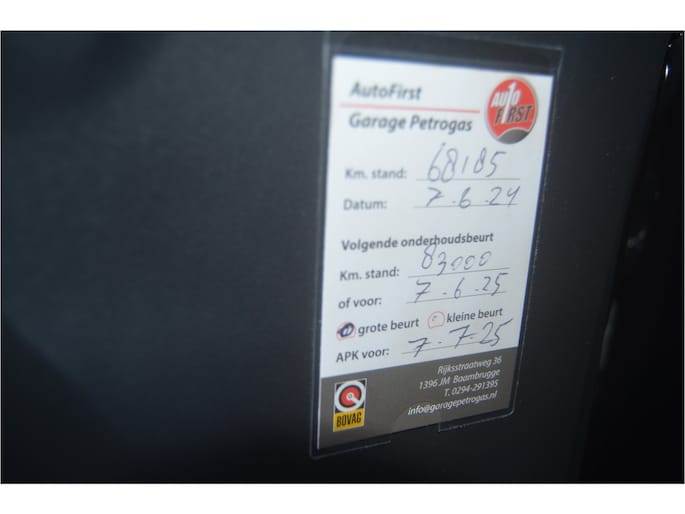 AutoFirst
AUTO
FIRST
Garage Petrogas
Km. stand: 68185
Datum: 7-6-24
Volgende onderhoudsbeurt
Km. stand: 83000
of voor: 7-6-25
grote beurt kleine beurt
APK voor: 7-7-25
Rijksstraatweg 36
1396 JM Baambrugge
T. 0294-291395
info@garagepetrogas.nl
BOVAG